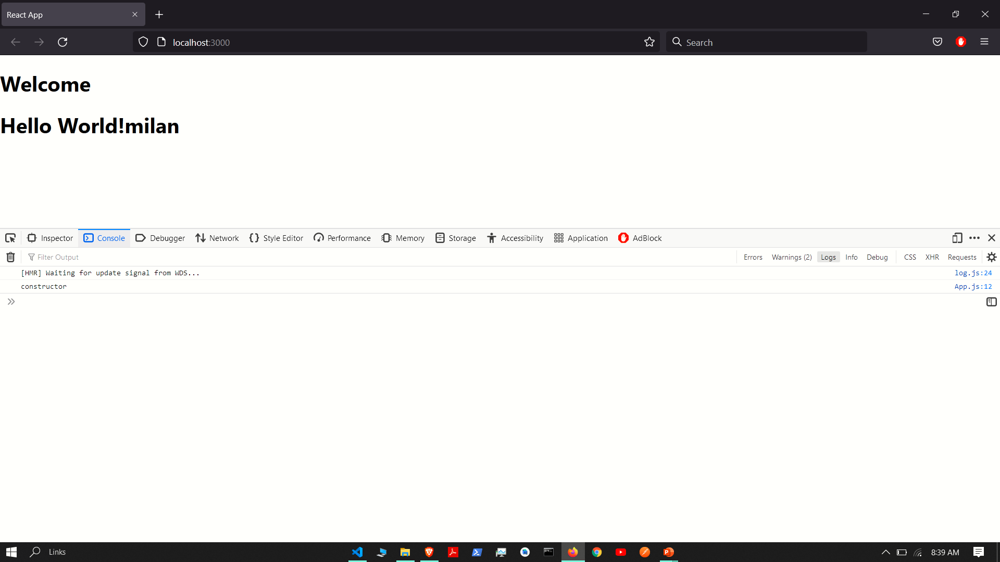 React App
localhost:3000
Search
Welcome
Hello World!milan
Inspector Console Debugger Network Style Editor Performance Memory Storage Accessibility Application AdBlock
Filter Output Errors Warnings (2) Logs Info Debug CSS XHR Requests
[HMR] Waiting for update signal from WDS... log.js:24
constructor App.js:12
Links 8:39 AM